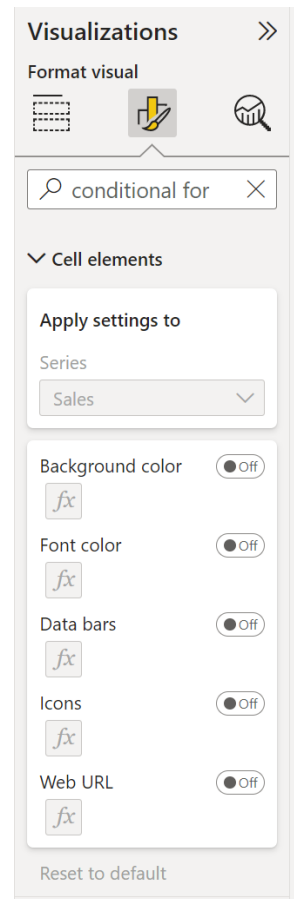 Visualizations
Format visual
conditional for
Cell elements
Apply settings to
Series
Sales
Background color Off
fx
Font color Off
fx
Data bars Off
fx
Icons Off
fx
Web URL Off
fx
Reset to default